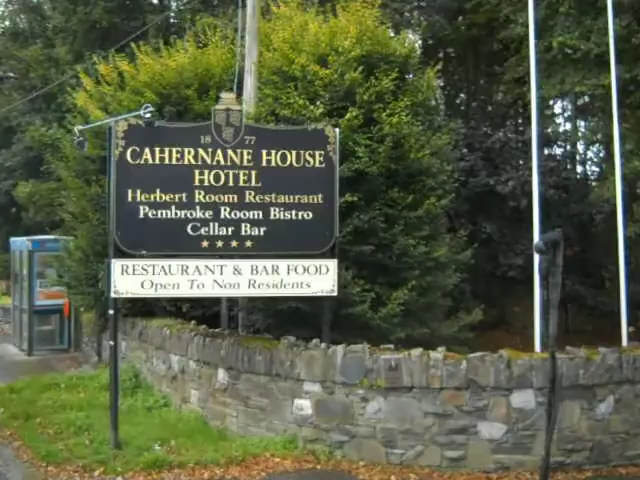 18 77
CAHERNANE HOUSE
HOTEL
Herbert Room Restaurant
Pembroke Room Bistro
Cellar Bar
RESTAURANT & BAR FOOD
Open To Non Residents